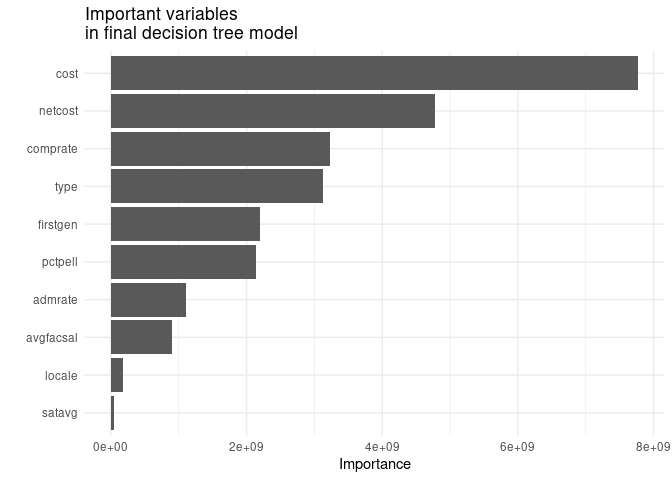 Important variables
in final decision tree model
cost
netcost
comprate
type
firstgen
pctpell
admrate
avgfacsal
locale
satavg
0e+00 2e+09 4e+09 6e+09 8e+09
Importance